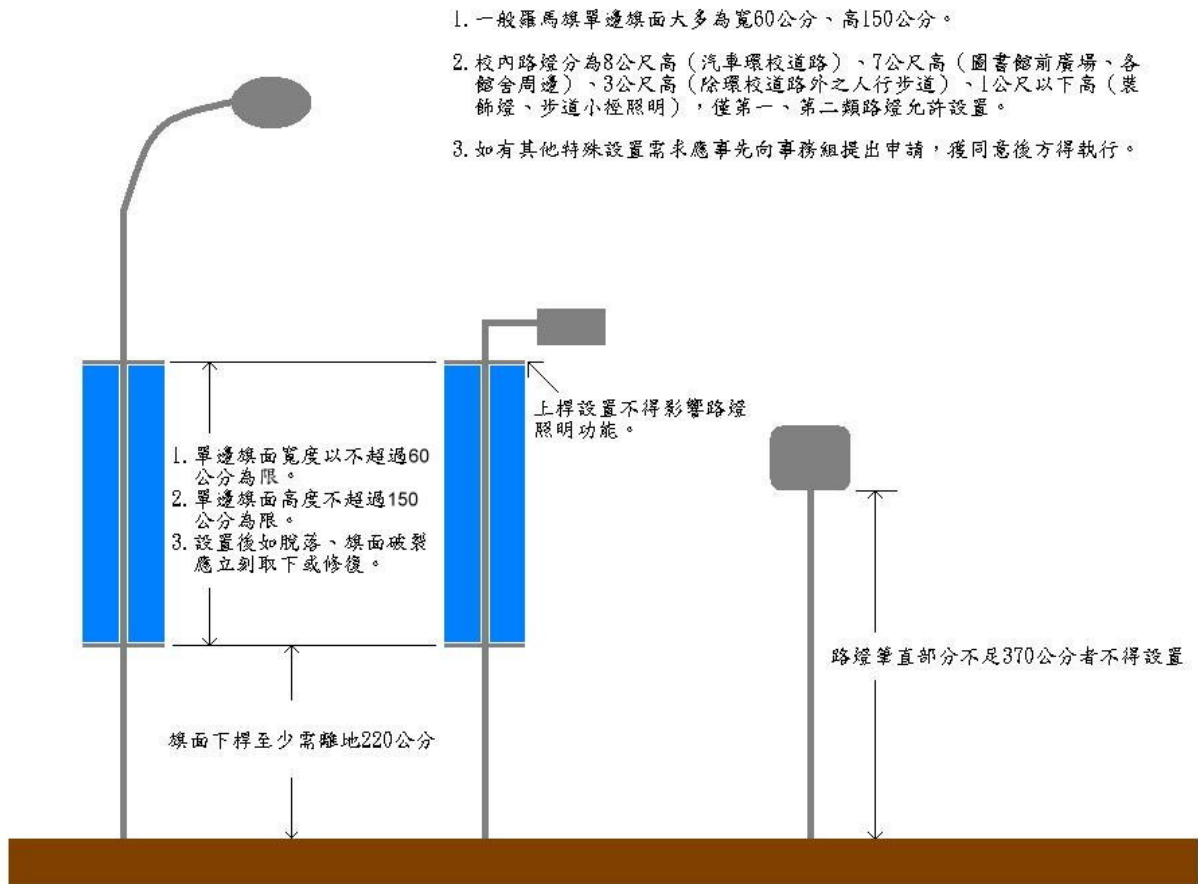 1. 一般羅馬旗單邊旗面大多為寬60公分、高150公分。
2. 校內路燈分為8公尺高（汽車環校道路）、7公尺高（圖書館前廣場、各
館舍周邊）、3公尺高（除環校道路外之人行步道）、1公尺以下高（裝
飾燈、步道小徑照明），僅第一、第二類路燈允許設置。
3. 如有其他特殊設置需求應事先向事務組提出申請，獲同意後方得執行。
上桿設置不得影響路燈
照明功能。
1. 單邊旗面寬度以不超過60
公分為限。
2. 單邊旗面高度不超過150
公分為限。
3. 設置後如脫落、旗面破裂
應立刻取下或修復。
路燈筆直部分不足370公分者不得設置
旗面下桿至少需離地220公分